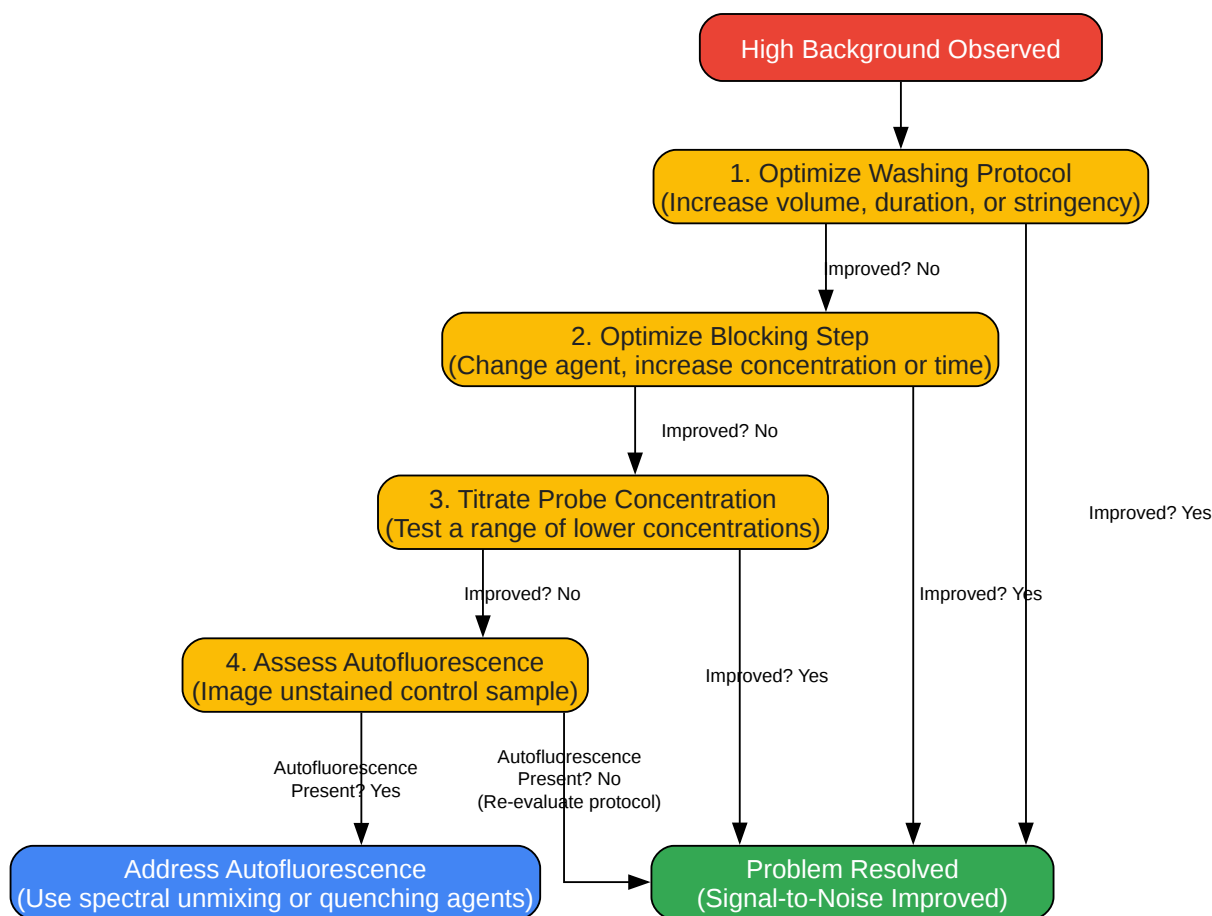 High Background Observed
1. Optimize Washing Protocol
(Increase volume, duration, or stringency)
Improved? No
2. Optimize Blocking Step
(Change agent, increase concentration or time)
Improved? No
3. Titrate Probe Concentration
(Test a range of lower concentrations)
Improved? Yes
Improved? No
Improved? Yes
4. Assess Autofluorescence
(Image unstained control sample)
Improved? Yes
Autofluorescence
Present? Yes
Autofluorescence
Present? No
(Re-evaluate protocol)
Address Autofluorescence
(Use spectral unmixing or quenching agents)
Problem Resolved
(Signal-to-Noise Improved)